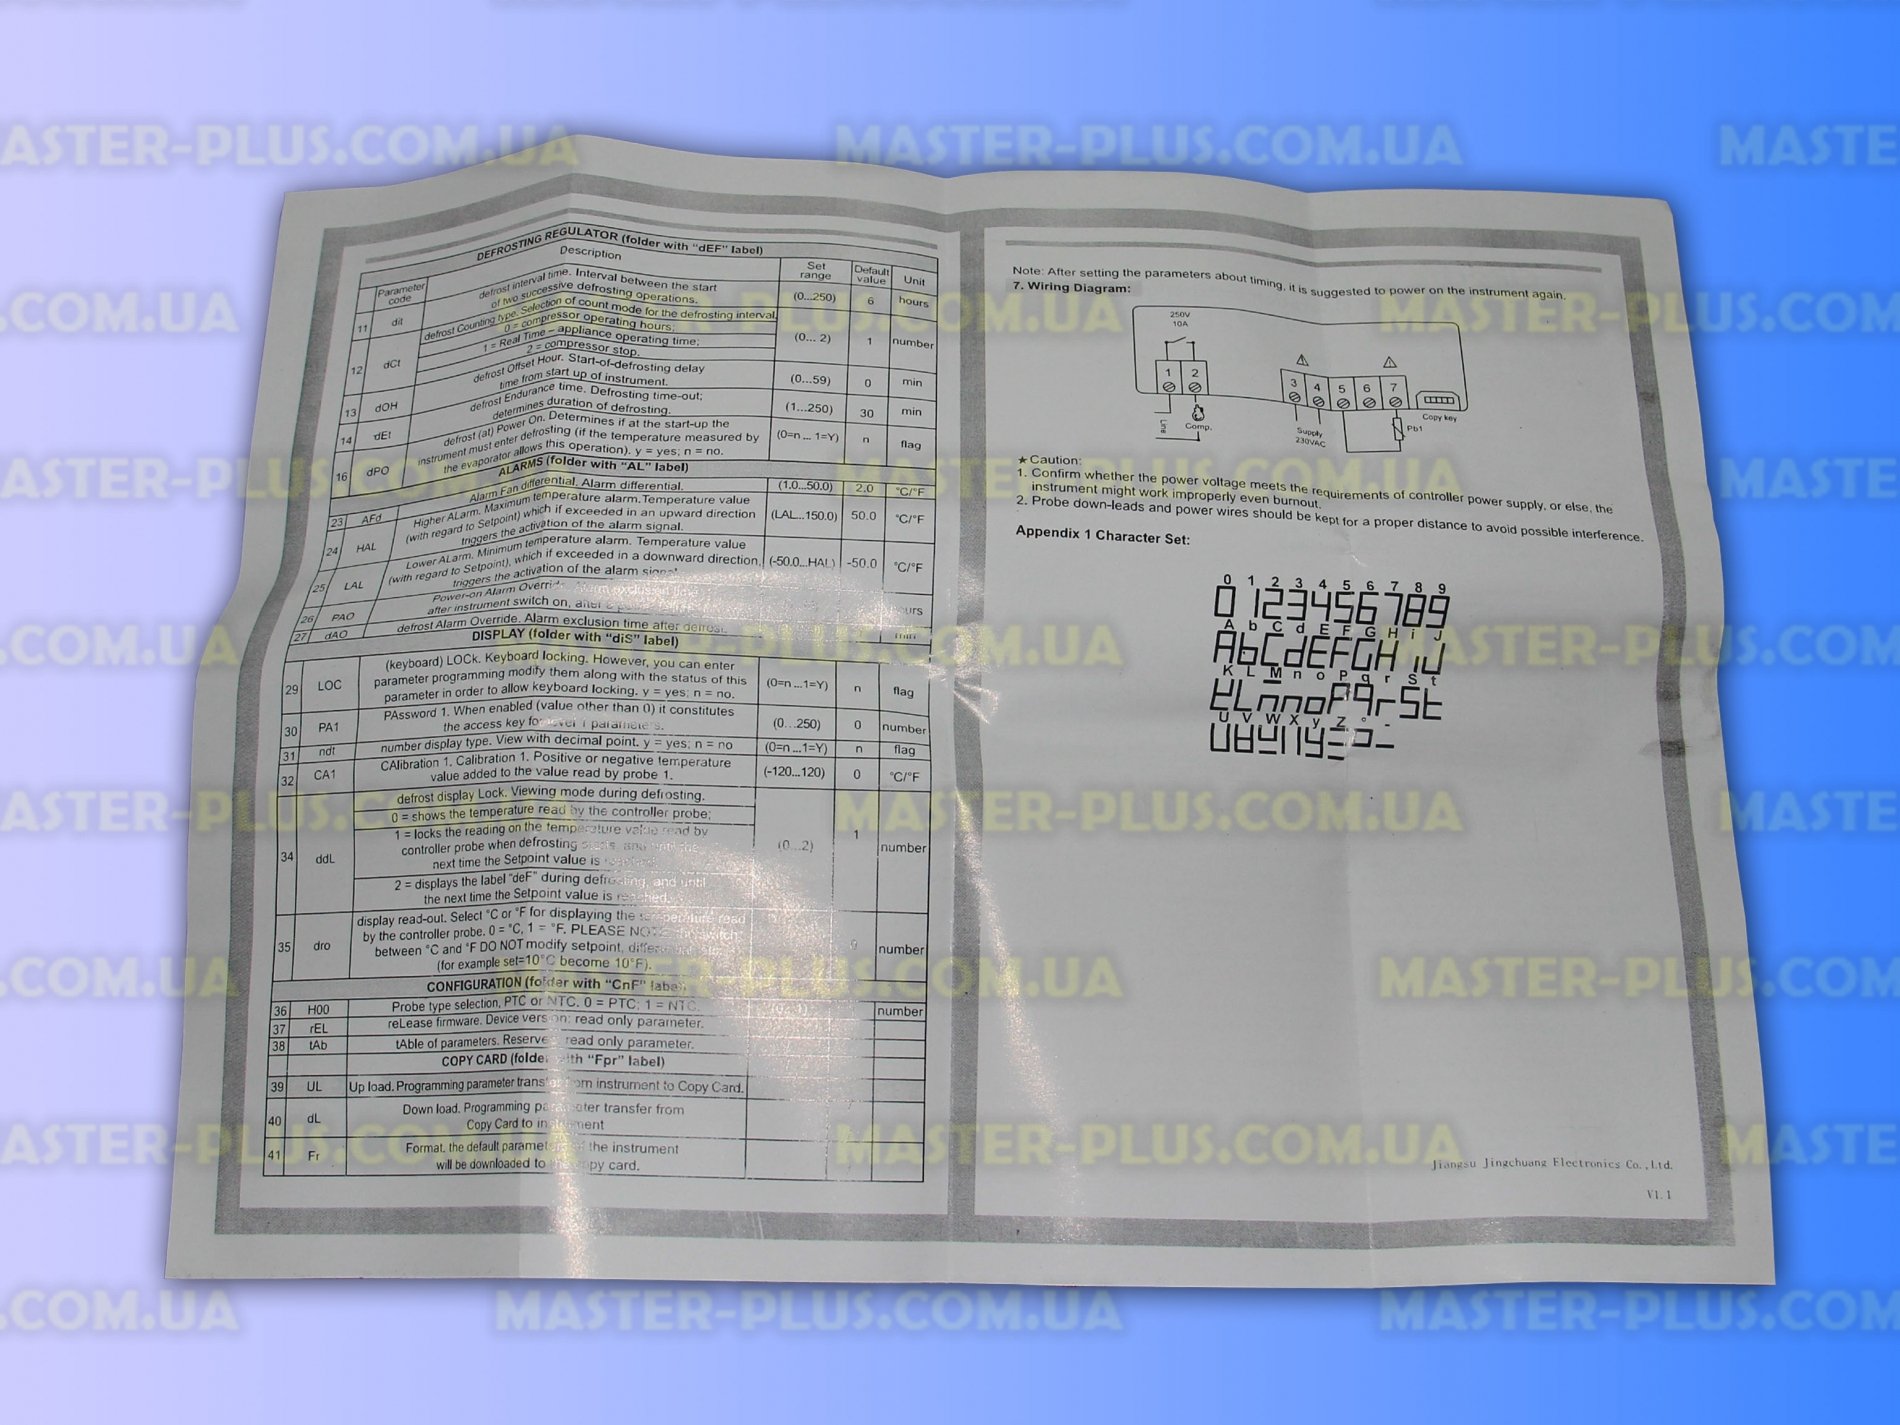 DEFROSTING REGULATOR (folder with "dEF" label)
Parameter code Description Set range Default value Unit
11 dit defrost interval time. Interval between the start
of two successive defrosting operations. (0...250) 6 hours
12 dCt defrost Counting type. Selection of count mode for the defrosting interval.
0 = compressor operating hours;
1 = Real Time – appliance operating time;
2 = compressor stop. (0... 2) 1 number
13 dOH defrost Offset Hour. Start-of-defrosting delay
time from start up of instrument. (0...59) 0 min
14 dEt defrost Endurance time. Defrosting time-out;
determines duration of defrosting. (1...250) 30 min
16 dPO defrost (at) Power On. Determines if at the start-up the
instrument must enter defrosting (if the temperature measured by
the evaporator allows this operation). y = yes; n = no. (0=n ... 1=Y) n flag
ALARMS (folder with "AL" label)
23 AFd Alarm Fan differential. Alarm differential. (1.0...50.0) 2.0 °C/°F
24 HAL Higher ALarm. Maximum temperature alarm.Temperature value
(with regard to Setpoint) which if exceeded in an upward direction
triggers the activation of the alarm signal. (LAL...150.0) 50.0 °C/°F
25 LAL Lower ALarm. Minimum temperature alarm. Temperature value
(with regard to Setpoint), which if exceeded in a downward direction,
triggers the activation of the alarm (-50.0...HAL) -50.0 °C/°F
26 PAO Power-on Alarm Override. Alarm exclusion time
after instrument switch on, after
27 dAO defrost Alarm Override. Alarm exclusion time after defrost. min
DISPLAY (folder with "diS" label)
29 LOC (keyboard) LOCk. Keyboard locking. However, you can enter
parameter programming modify them along with the status of this
parameter in order to allow keyboard locking. y = yes; n = no. (0=n ...1=Y) n flag
30 PA1 PAssword 1. When enabled (value other than 0) it constitutes
the access key for level 1 parameters. (0...250) 0 number
31 ndt number display type. View with decimal point. y = yes; n = no (0=n ...1=Y) n flag
32 CA1 CAlibration 1. Calibration 1. Positive or negative temperature
value added to the value read by probe 1. (-120...120) 0 °C/°F
34 ddL defrost display Lock. Viewing mode during defrosting.
0 = shows the temperature read by the controller probe;
1 = locks the reading on the temperature value read by
controller probe when defrosting
next time the Setpoint value is
2 = displays the label "deF" during defrosting, and until
the next time the Setpoint value is reached. (0...2) 1 number
35 dro display read-out. Select °C or °F for displaying the temperature read
by the controller probe. 0 = °C, 1 = °F. PLEASE NOTE:
between °C and °F DO NOT modify setpoint,
(for example set=10°C become 10°F). 0 number
CONFIGURATION (folder with "CnF" label)
36 H00 Probe type selection, PTC or NTC. 0 = PTC; 1 = NTC. number
37 rEL reLease firmware. Device version: read only parameter.
38 tAb tAble of parameters. Reserved: read only parameter.
COPY CARD (folder with "Fpr" label)
39 UL Up load. Programming parameter transfer from instrument to Copy Card.
40 dL Down load. Programming parameter transfer from
Copy Card to instrument
41 Fr Format. the default parameters of the instrument
will be downloaded to the copy card.
Note: After setting the parameters about timing, it is suggested to power on the instrument again.
7. Wiring Diagram:
250V
10A
1 2 3 4 5 6 7
Copy key
Comp.
Supply
230VAC
Pb1
★Caution:
1. Confirm whether the power voltage meets the requirements of controller power supply, or else, the
instrument might work improperly even burnout.
2. Probe down-leads and power wires should be kept for a proper distance to avoid possible interference.
Appendix 1 Character Set:
0 1 2 3 4 5 6 7 8 9
0 1 2 3 4 5 6 7 8 9
A b C d E F G H i J
A b C d E F G H i J
K L M n o P q r S t
U V W X y Z ° -
Jiangsu Jingchuang Electronics Co.,Ltd.
V1.1
MASTER-PLUS.COM.UA